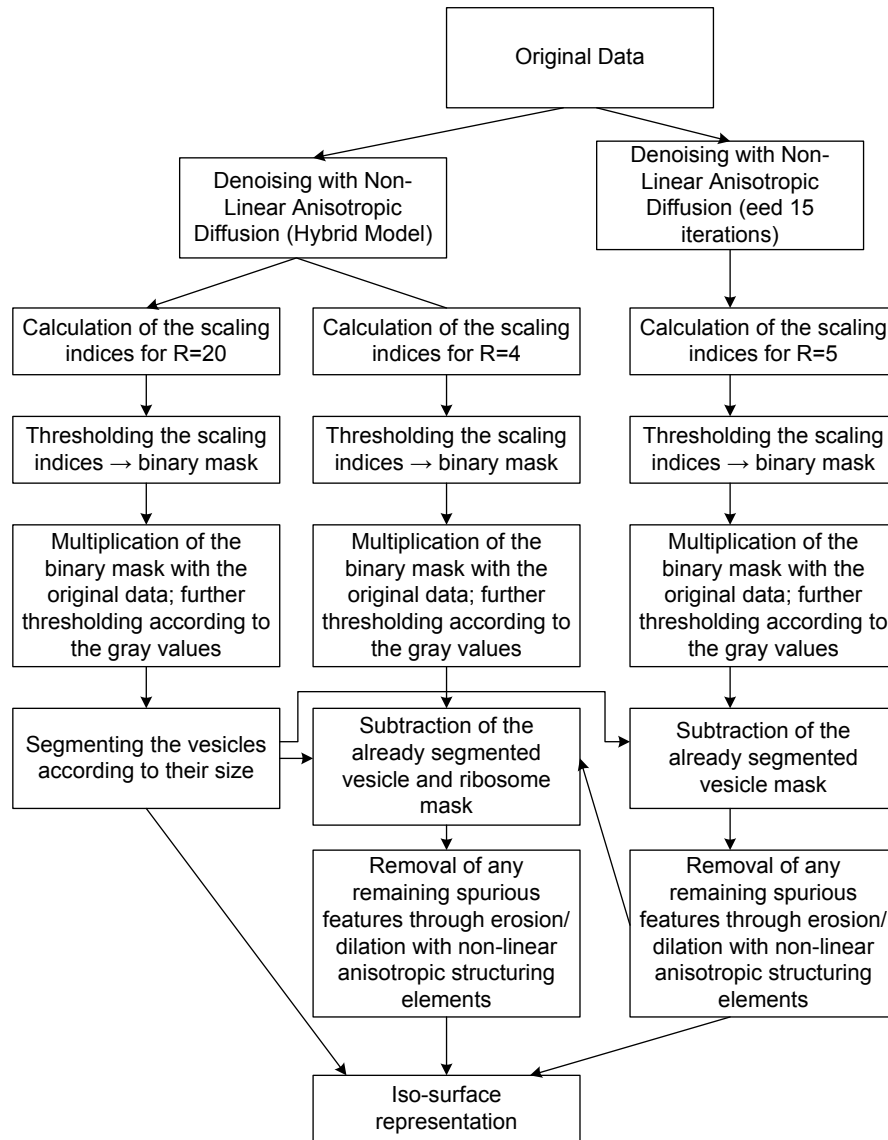 Original Data
Denoising with Non-
Linear Anisotropic
Diffusion (Hybrid Model)
Denoising with Non-
Linear Anisotropic
Diffusion (eed 15
iterations)
Calculation of the scaling
indices for R=20
Calculation of the scaling
indices for R=4
Calculation of the scaling
indices for R=5
Thresholding the scaling
indices → binary mask
Thresholding the scaling
indices → binary mask
Thresholding the scaling
indices → binary mask
Multiplication of the
binary mask with the
original data; further
thresholding according to
the gray values
Multiplication of the
binary mask with the
original data; further
thresholding according to
the gray values
Multiplication of the
binary mask with the
original data; further
thresholding according to
the gray values
Segmenting the vesicles
according to their size
Subtraction of the
already segmented
vesicle and ribosome
mask
Subtraction of the
already segmented
vesicle mask
Removal of any
remaining spurious
features through erosion/
dilation with non-linear
anisotropic structuring
elements
Removal of any
remaining spurious
features through erosion/
dilation with non-linear
anisotropic structuring
elements
Iso-surface
representation